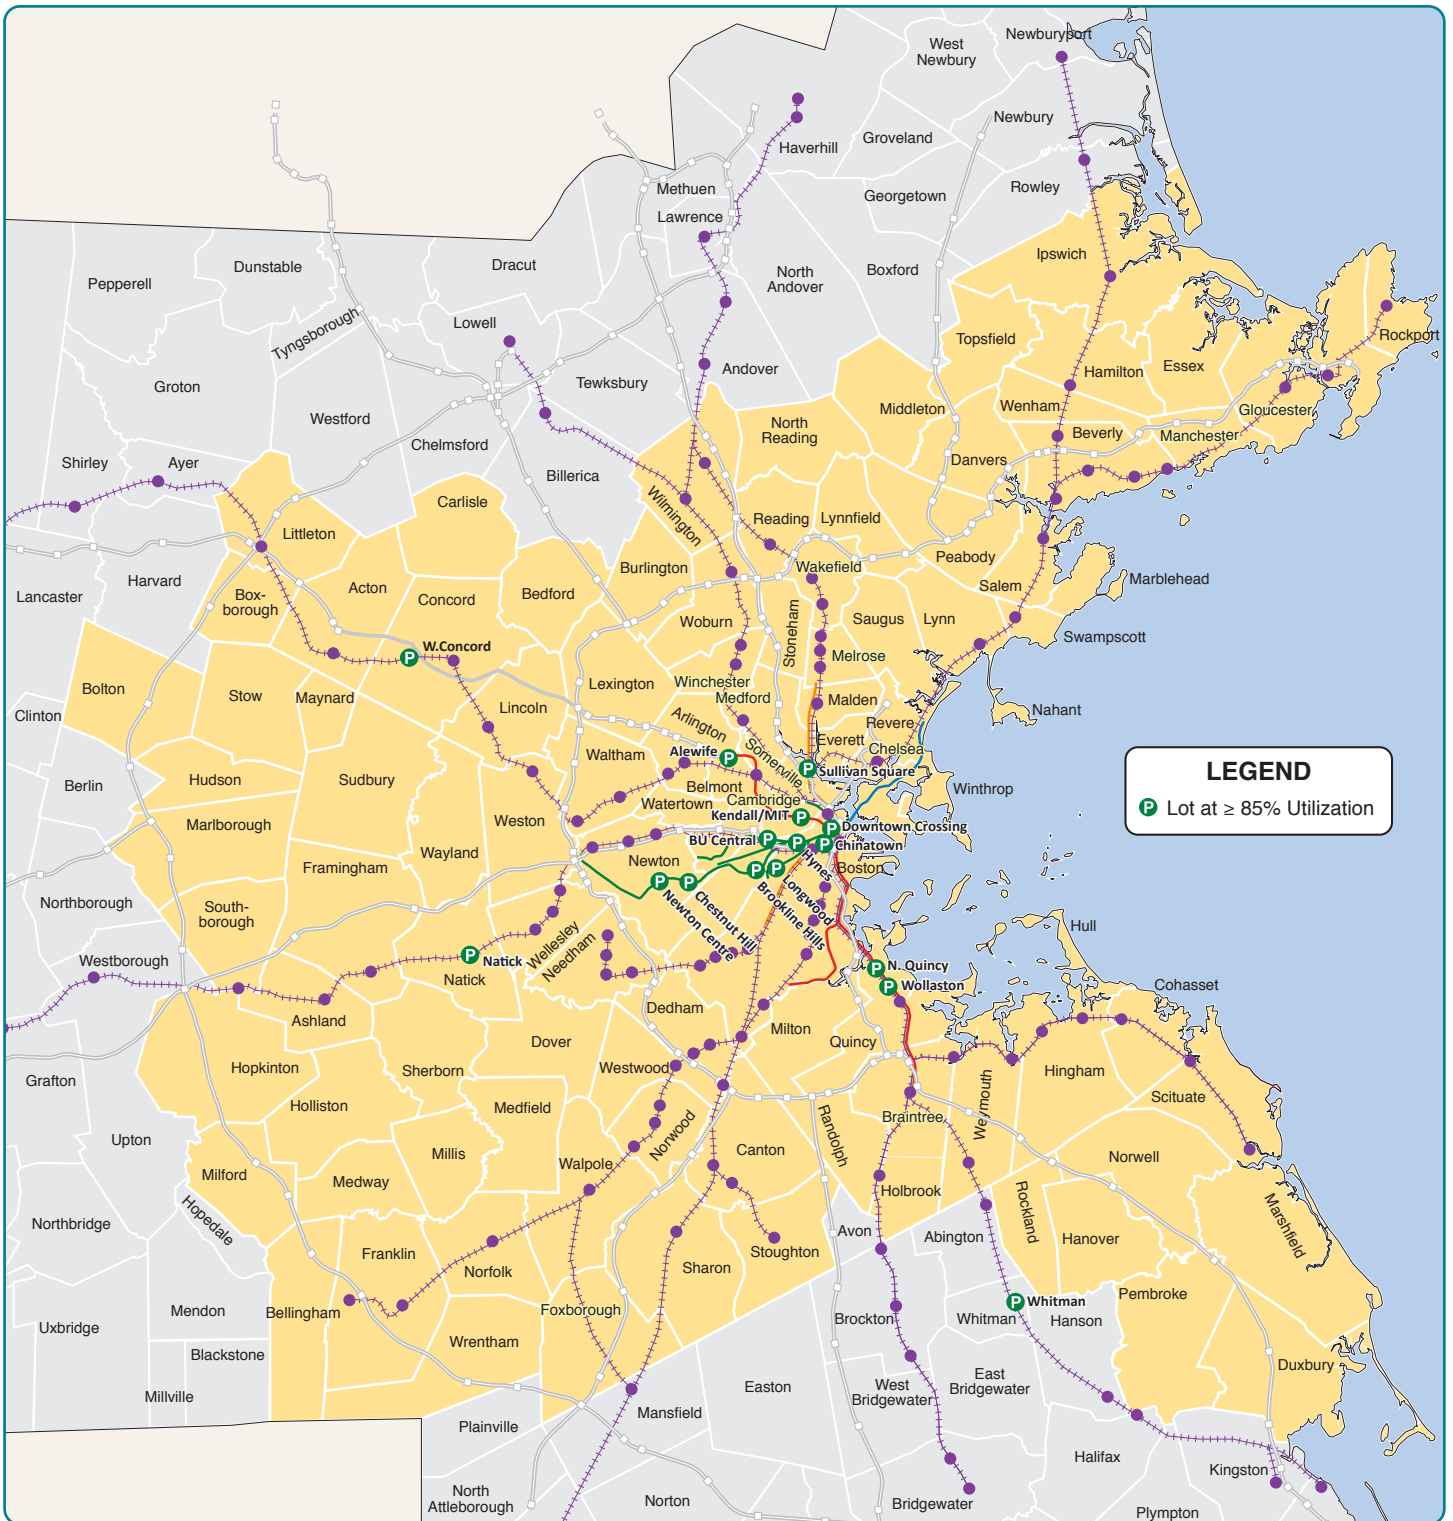 Newburyport
West
Newbury
Newbury
Groveland
Haverhill
Methuen
Rowley
Georgetown
Lawrence
Ipswich
Dracut
Dunstable
Boxford
North
Andover
Pepperell
Tyngsborough
Lowell
Topsfield
Rockport
Andover
Essex
Hamilton
Tewksbury
Groton
Wenham
Middleton
Gloucester
Westford
North
Reading
Beverly
Manchester
Chelmsford
Danvers
Shirley
Ayer
Billerica
Carlisle
Wilmington
Reading
Lynnfield
Littleton
Peabody
Wakefield
Burlington
Marblehead
Harvard
Salem
Acton
Lancaster
Box-
borough
Concord
Bedford
Woburn
Stoneham
Saugus
Lynn
Swampscott
W.Concord
Melrose
Bolton
Stow
Maynard
Lexington
Winchester
Medford
Malden
Lincoln
Nahant
Clinton
Arlington
Revere
Everett
Chelsea
Waltham
Alewife
Somerville
Sullivan Square
LEGEND
P Lot at ≥ 85% Utilization
Berlin
Hudson
Sudbury
Belmont
Winthrop
Watertown
Cambridge
Kendall/MIT
Marlborough
Weston
Downtown Crossing
BU Central
Chinatown
Wayland
Newton
Hynes
Boston
Framingham
Longwood
Brookline Hills
Chestnut Hill
Newton Centre
Northborough
South-
borough
Hull
Wellesley
Needham
Westborough
Natick
Natick
N. Quincy
Wollaston
Cohasset
Dedham
Ashland
Milton
Dover
Quincy
Hopkinton
Sherborn
Westwood
Hingham
Grafton
Weymouth
Scituate
Holliston
Medfield
Norwood
Randolph
Braintree
Upton
Millis
Canton
Norwell
Milford
Walpole
Medway
Holbrook
Rockland
Marshfield
Hopedale
Northbridge
Avon
Abington
Hanover
Franklin
Stoughton
Norfolk
Sharon
Pembroke
Whitman
Mendon
Bellingham
Foxborough
Brockton
Whitman
Hanson
Uxbridge
Wrentham
Blackstone
Duxbury
East
Bridgewater
Easton
West
Bridgewater
Millville
Plainville
Mansfield
Halifax
Kingston
North
Attleborough
Norton
Bridgewater
Plympton